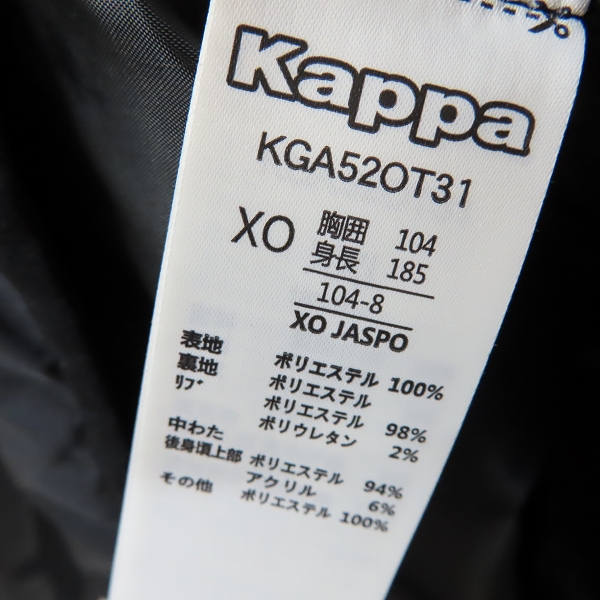 Kappa
KGA52OT31
XO 胸囲 104
身長 185
104-8
XO JASPO
表地 ポリエステル 100%
裏地 ポリエステル
リブ ポリエステル 98%
ポリウレタン 2%
中わた
後身頃上部 ポリエステル 94%
アクリル 6%
その他 ポリエステル 100%